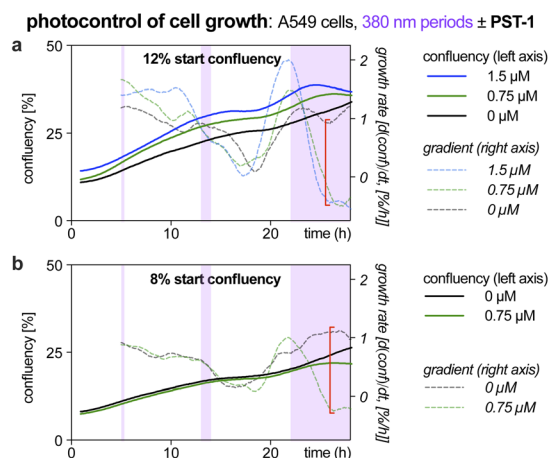 photocontrol of cell growth: A549 cells, 380 nm periods ± PST-1
a
12% start confluency
50
25
0
confluency [%]
0
10
20
time (h)
2
1
0
growth rate [d(conf)/dt, [%/h]]
confluency (left axis)
1.5 µM
0.75 µM
0 µM
gradient (right axis)
1.5 µM
0.75 µM
0 µM
b
8% start confluency
50
25
0
confluency [%]
0
10
20
time (h)
2
1
0
growth rate [d(conf)/dt, [%/h]]
confluency (left axis)
0 µM
0.75 µM
gradient (right axis)
0 µM
0.75 µM